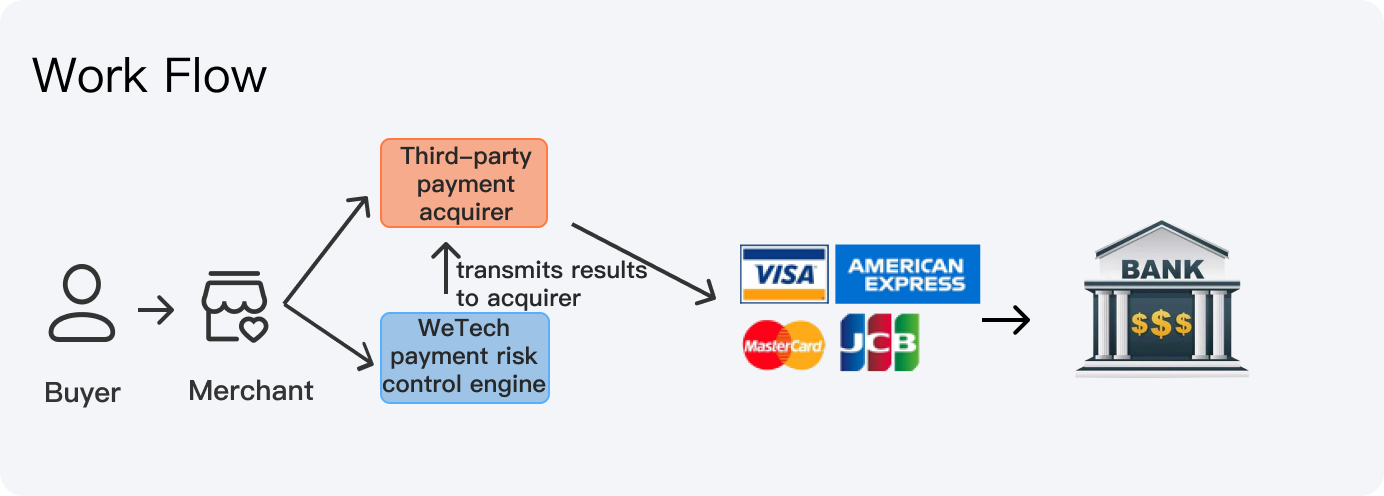 Work Flow
Third-party
payment
acquirer
transmits results
to acquirer
WeTech
payment risk
control engine
Buyer
Merchant
VISA
AMERICAN
EXPRESS
MasterCard
JCB
BANK
$$$